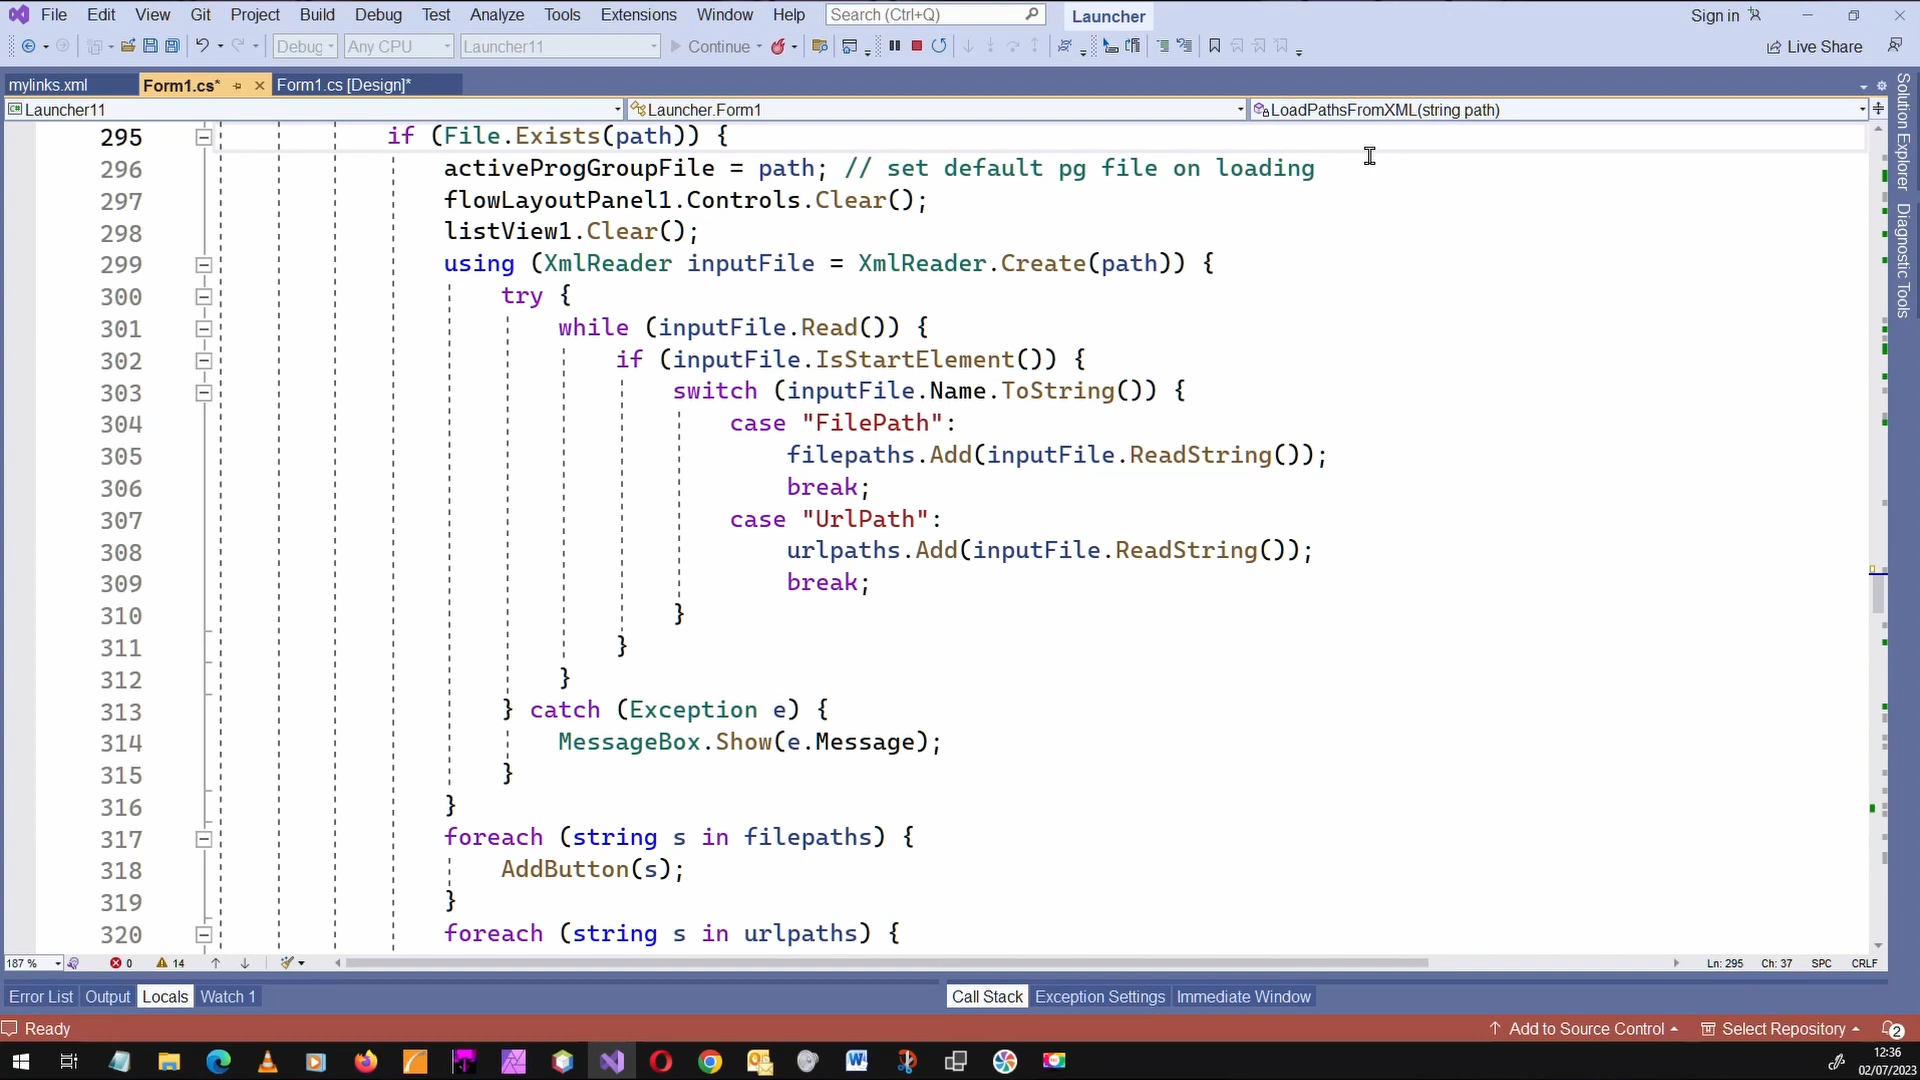 File Edit View Git Project Build Debug Test Analyze Tools Extensions Window Help Search (Ctrl+Q) Launcher Sign in
Debug Any CPU Launcher11 Continue Live Share
mylinks.xml Form1.cs* Form1.cs [Design]*
Launcher11 Launcher.Form1 LoadPathsFromXML(string path)
295 if (File.Exists(path)) {
296 activeProgGroupFile = path; // set default pg file on loading
297 flowLayoutPanel1.Controls.Clear();
298 listView1.Clear();
299 using (XmlReader inputFile = XmlReader.Create(path)) {
300 try {
301 while (inputFile.Read()) {
302 if (inputFile.IsStartElement()) {
303 switch (inputFile.Name.ToString()) {
304 case "FilePath":
305 filepaths.Add(inputFile.ReadString());
306 break;
307 case "UrlPath":
308 urlpaths.Add(inputFile.ReadString());
309 break;
310 }
311 }
312 }
313 } catch (Exception e) {
314 MessageBox.Show(e.Message);
315 }
316 }
317 foreach (string s in filepaths) {
318 AddButton(s);
319 }
320 foreach (string s in urlpaths) {
187 % 0 14 Ln: 295 Ch: 37 SPC CRLF
Error List Output Locals Watch 1 Call Stack Exception Settings Immediate Window
Ready Add to Source Control Select Repository 2
12:36
02/07/2023
Solution Explorer
Diagnostic Tools